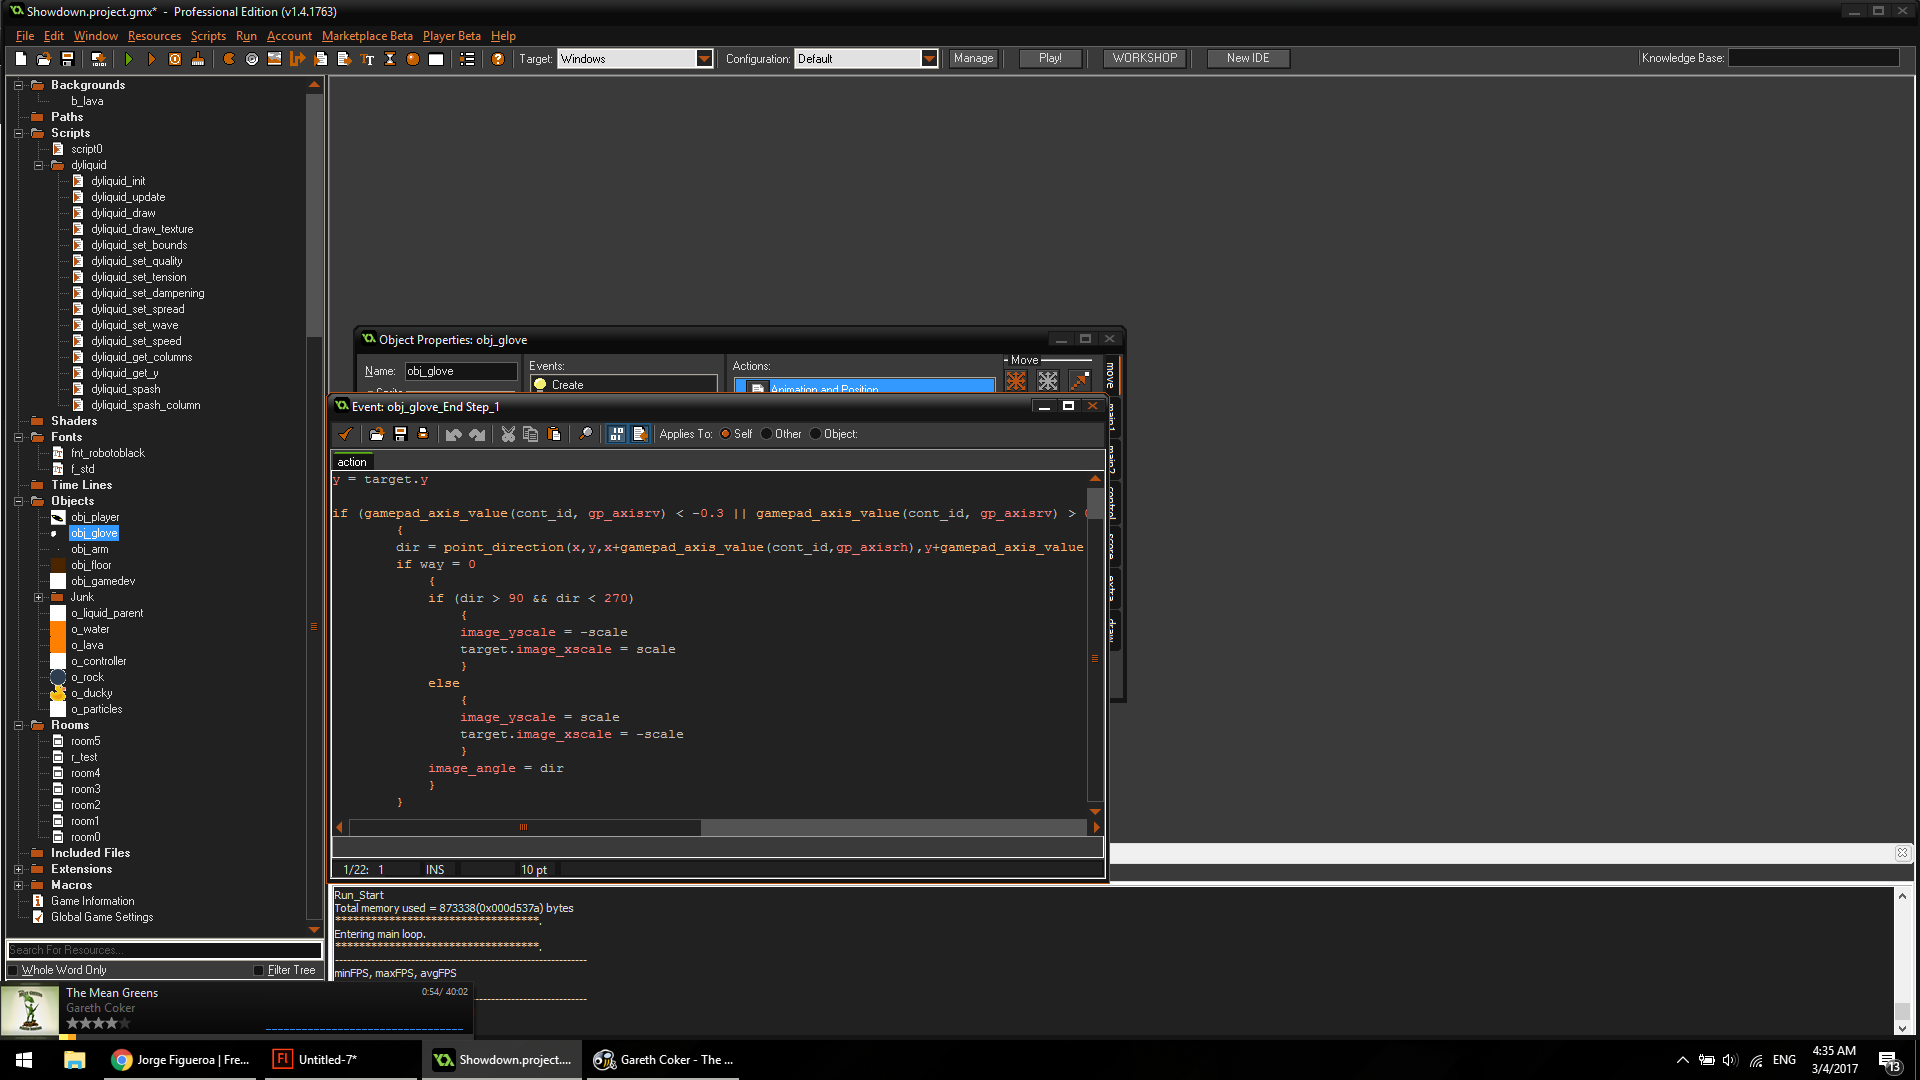 Showdown.project.gmx* - Professional Edition (v1.4.1763)
File Edit Window Resources Scripts Run Account Marketplace Beta Player Beta Help
Target: Windows Configuration: Default Manage Play! WORKSHOP New IDE Knowledge Base:
Backgrounds
b_lava
Paths
Scripts
script0
dyliquid
dyliquid_init
dyliquid_update
dyliquid_draw
dyliquid_draw_texture
dyliquid_set_bounds
dyliquid_set_quality
dyliquid_set_tension
dyliquid_set_dampening
dyliquid_set_spread
dyliquid_set_wave
dyliquid_set_speed
dyliquid_get_columns
dyliquid_get_y
dyliquid_spash
dyliquid_spash_column
Shaders
Fonts
fnt_robotoblack
f_std
Time Lines
Objects
obj_player
obj_glove
obj_arm
obj_floor
obj_gamedev
Junk
o_liquid_parent
o_water
o_lava
o_controller
o_rock
o_ducky
o_particles
Rooms
room5
r_test
room4
room3
room2
room1
room0
Included Files
Extensions
Macros
Game Information
Global Game Settings
Search For Resources...
Whole Word Only Filter Tree
Object Properties: obj_glove
Name: obj_glove
Events:
Create
Actions:
Animation and Position
Move
move
main1
main2
control
score
extra
draw
Event: obj_glove_End Step_1
Applies To: Self Other Object:
action
y = target.y
if (gamepad_axis_value(cont_id, gp_axisrv) < -0.3 || gamepad_axis_value(cont_id, gp_axisrv) > 0
{
dir = point_direction(x,y,x+gamepad_axis_value(cont_id,gp_axisrh),y+gamepad_axis_value
if way = 0
{
if (dir > 90 && dir < 270)
{
image_yscale = -scale
target.image_xscale = scale
}
else
{
image_yscale = scale
target.image_xscale = -scale
}
image_angle = dir
}
}
1/22: 1 INS 10 pt
Run_Start
Total memory used = 873338(0x000d537a) bytes
***********************************.
Entering main loop.
***********************************.
minFPS, maxFPS, avgFPS
The Mean Greens 0:54/ 40:02
Gareth Coker
Jorge Figueroa | Fre... Fl Untitled-7* Showdown.project.... Gareth Coker - The ...
ENG 4:35 AM
3/4/2017
13